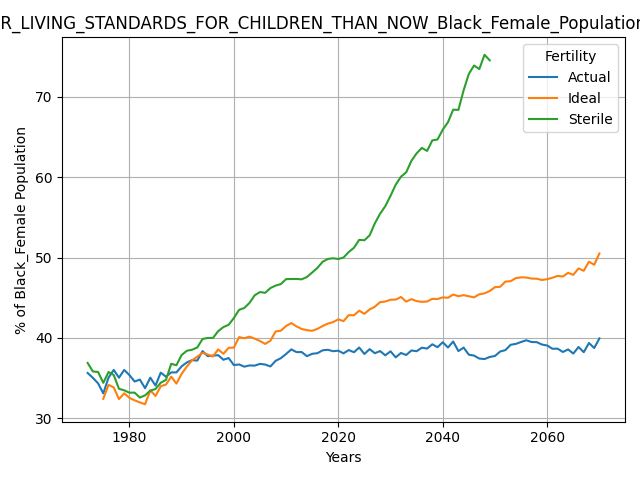 R_LIVING_STANDARDS_FOR_CHILDREN_THAN_NOW_Black_Female_Population
Fertility
Actual
Ideal
Sterile
% of Black_Female Population
70
60
50
40
30
1980
2000
2020
2040
2060
Years